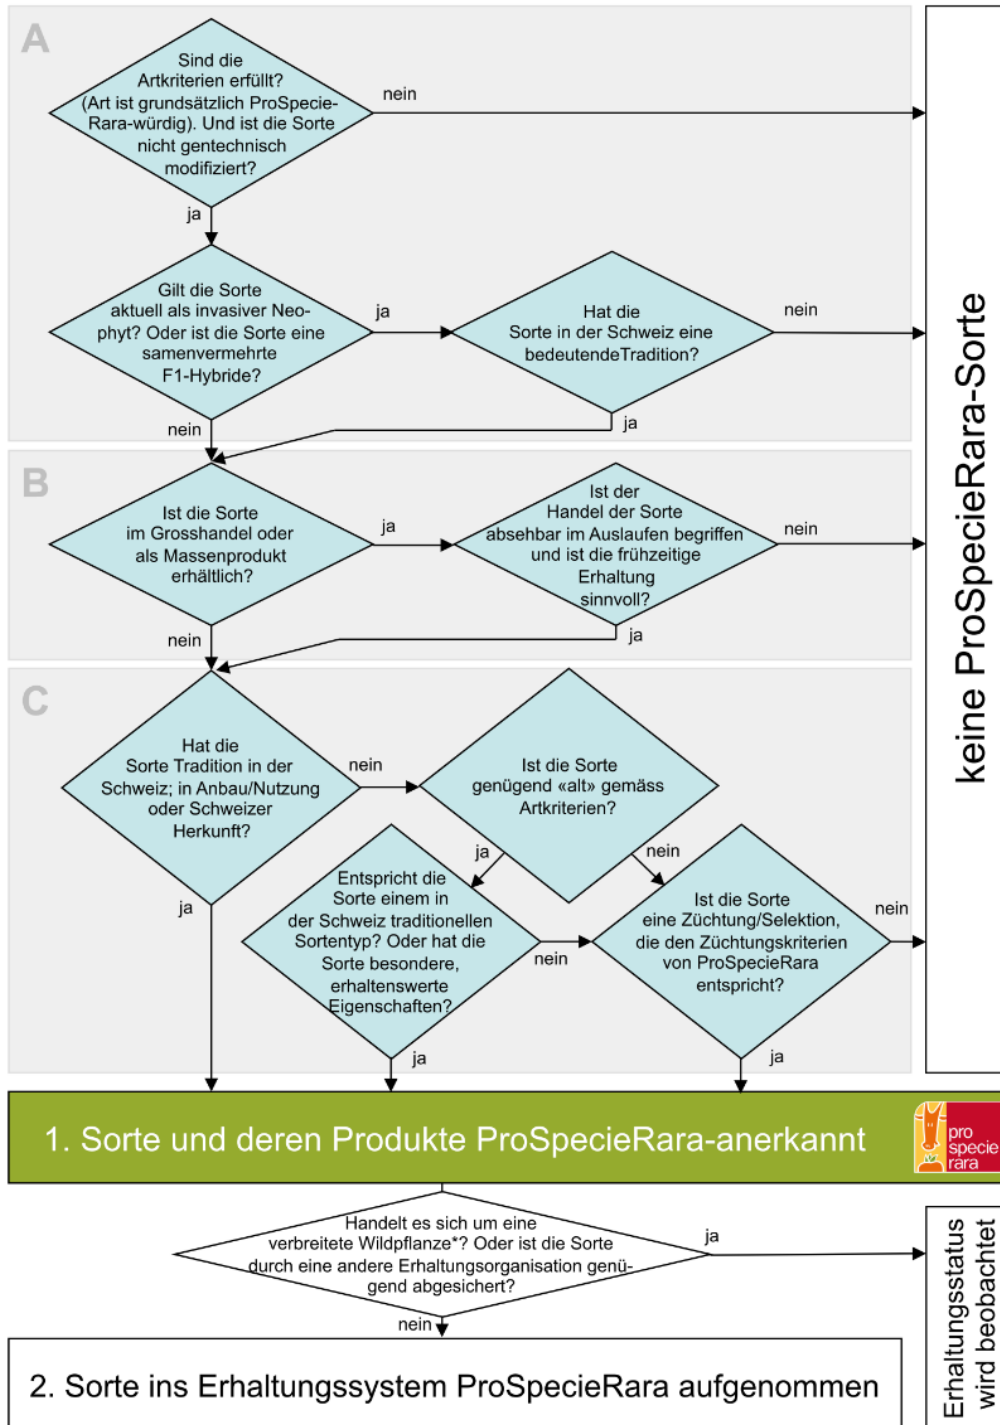 A
Sind die
Artkriterien erfüllt?
(Art ist grundsätzlich ProSpecie-
Rara-würdig). Und ist die Sorte
nicht gentechnisch
modifiziert?
nein
ja
Gilt die Sorte
aktuell als invasiver Neo-
phyt? Oder ist die Sorte eine
samenvermehrte
F1-Hybride?
ja
Hat die
Sorte in der Schweiz eine
bedeutendeTradition?
nein
nein
ja
B
Ist die Sorte
im Grosshandel oder
als Massenprodukt
erhältlich?
ja
Ist der
Handel der Sorte
absehbar im Auslaufen begriffen
und ist die frühzeitige
Erhaltung
sinnvoll?
nein
nein
ja
C
Hat die
Sorte Tradition in der
Schweiz; in Anbau/Nutzung
oder Schweizer
Herkunft?
nein
Ist die Sorte
genügend «alt» gemäss
Artkriterien?
ja
nein
Entspricht die
Sorte einem in
der Schweiz traditionellen
Sortentyp? Oder hat die
Sorte besondere,
erhaltenswerte
Eigenschaften?
nein
Ist die Sorte
eine Züchtung/Selektion,
die den Züchtungskriterien
von ProSpecieRara
entspricht?
nein
ja
ja
ja
keine ProSpecieRara-Sorte
1. Sorte und deren Produkte ProSpecieRara-anerkannt
pro
specie
rara
Handelt es sich um eine
verbreitete Wildpflanze*? Oder ist die Sorte
durch eine andere Erhaltungsorganisation genü-
gend abgesichert?
ja
nein
Erhaltungsstatus
wird beobachtet
2. Sorte ins Erhaltungssystem ProSpecieRara aufgenommen